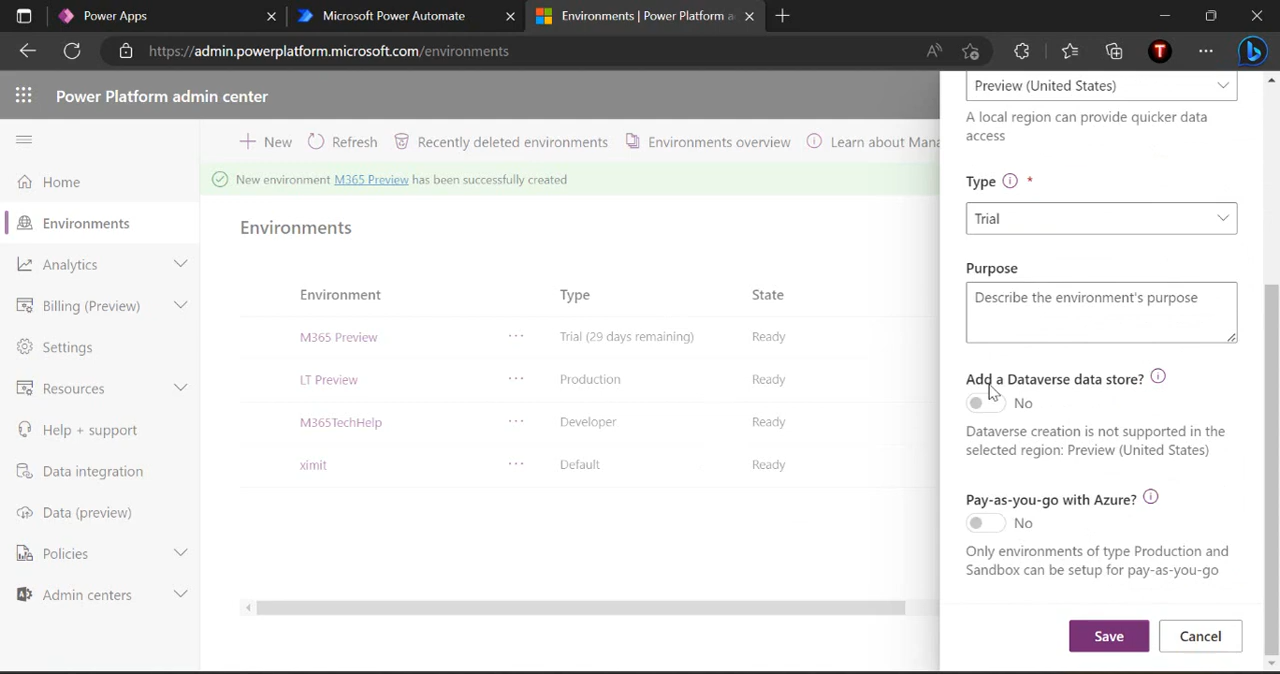 Power Apps
Microsoft Power Automate
Environments | Power Platform a
https://admin.powerplatform.microsoft.com/environments
Power Platform admin center
New
Refresh
Recently deleted environments
Environments overview
Learn about Mana
New environment M365 Preview has been successfully created
Home
Environments
Analytics
Billing (Preview)
Settings
Resources
Help + support
Data integration
Data (preview)
Policies
Admin centers
Environments
Environment Type State
M365 Preview ··· Trial (29 days remaining) Ready
LT Preview ··· Production Ready
M365TechHelp ··· Developer Ready
ximit ··· Default Ready
Preview (United States)
A local region can provide quicker data
access
Type *
Trial
Purpose
Describe the environment's purpose
Add a Dataverse data store?
No
Dataverse creation is not supported in the
selected region: Preview (United States)
Pay-as-you-go with Azure?
No
Only environments of type Production and
Sandbox can be setup for pay-as-you-go
Save
Cancel
T